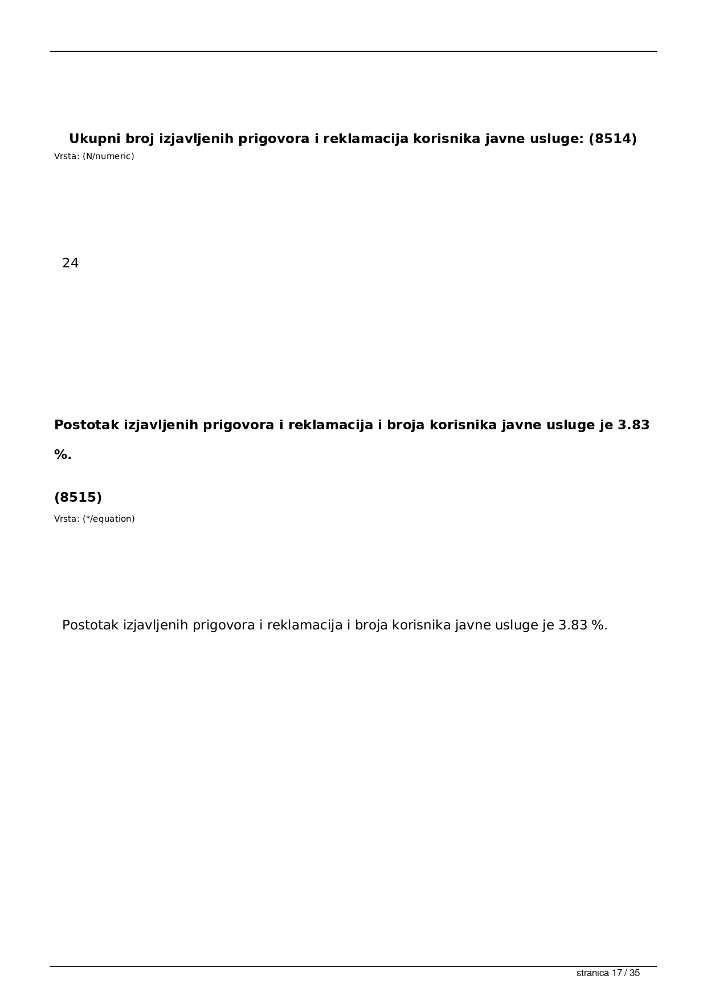 Ukupni broj izjavljenih prigovora i reklamacija korisnika javne usluge: (8514)
Vrsta: (N/numeric)
24
Postotak izjavljenih prigovora i reklamacija i broja korisnika javne usluge je 3.83
%.
(8515)
Vrsta: (*/equation)
Postotak izjavljenih prigovora i reklamacija i broja korisnika javne usluge je 3.83 %.
stranica 17 / 35